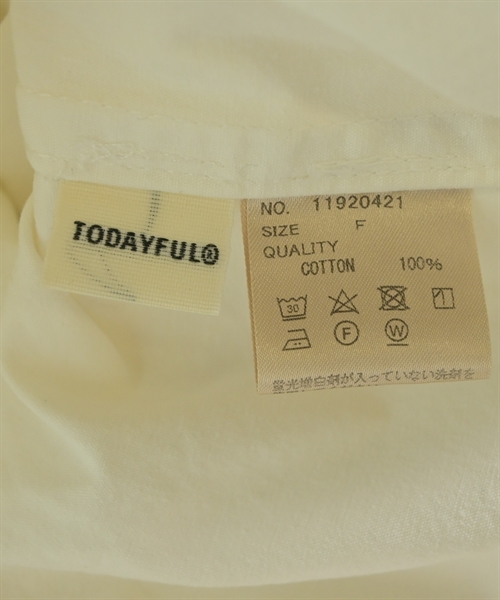 TODAYFUL®
NO. 11920421
SIZE F
QUALITY
COTTON 100%
30
F
W
蛍光増白剤が入っていない洗剤を